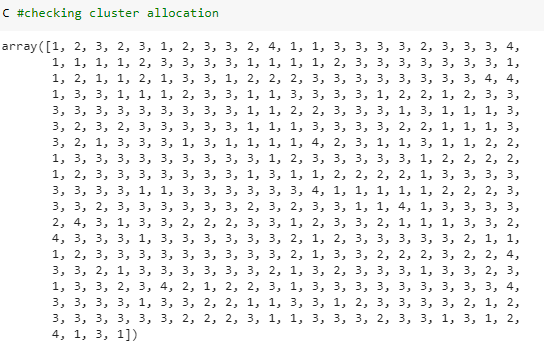 C #checking cluster allocation
array([1, 2, 3, 2, 3, 1, 2, 3, 3, 2, 4, 1, 1, 3, 3, 3, 3, 2, 3, 3, 3, 4,
1, 1, 1, 1, 2, 3, 3, 3, 3, 1, 1, 1, 1, 2, 3, 3, 3, 3, 3, 3, 3, 1,
1, 2, 1, 1, 2, 1, 3, 3, 1, 2, 2, 2, 3, 3, 3, 3, 3, 3, 3, 3, 4, 4,
1, 3, 3, 1, 1, 1, 2, 3, 3, 1, 1, 3, 3, 3, 3, 1, 2, 2, 1, 2, 3, 3,
3, 3, 3, 3, 3, 3, 3, 3, 3, 1, 1, 2, 2, 3, 3, 3, 1, 3, 1, 1, 1, 3,
3, 2, 3, 2, 3, 3, 3, 3, 3, 1, 1, 1, 3, 3, 3, 3, 2, 2, 1, 1, 1, 3,
3, 2, 1, 3, 3, 3, 1, 3, 1, 1, 1, 1, 4, 2, 3, 1, 1, 3, 1, 1, 2, 2,
1, 3, 3, 3, 3, 3, 3, 3, 3, 3, 1, 2, 3, 3, 3, 3, 3, 1, 2, 2, 2, 2,
1, 2, 3, 3, 3, 3, 3, 3, 3, 1, 3, 1, 1, 2, 2, 2, 2, 1, 3, 3, 3, 3,
3, 3, 3, 3, 1, 1, 3, 3, 3, 3, 3, 3, 4, 1, 1, 1, 1, 1, 2, 2, 2, 3,
3, 3, 2, 3, 3, 3, 3, 3, 3, 2, 3, 2, 3, 3, 1, 1, 4, 1, 3, 3, 3, 3,
2, 4, 3, 1, 3, 3, 2, 2, 2, 3, 3, 1, 2, 3, 3, 2, 1, 1, 1, 3, 3, 2,
4, 3, 3, 3, 1, 3, 3, 3, 3, 3, 3, 2, 1, 2, 3, 3, 3, 3, 3, 2, 1, 1,
1, 2, 3, 3, 3, 3, 3, 3, 3, 3, 3, 2, 1, 3, 3, 2, 2, 2, 3, 2, 2, 4,
3, 3, 2, 1, 3, 3, 3, 3, 3, 3, 2, 1, 3, 2, 3, 3, 3, 1, 3, 3, 2, 3,
1, 3, 3, 2, 3, 4, 2, 1, 2, 2, 3, 1, 3, 3, 3, 3, 3, 3, 3, 3, 3, 4,
3, 3, 3, 3, 1, 3, 3, 2, 2, 1, 1, 3, 3, 1, 2, 3, 3, 3, 3, 2, 1, 2,
3, 3, 3, 3, 3, 3, 2, 2, 2, 3, 1, 1, 3, 3, 3, 2, 3, 3, 1, 3, 1, 2,
4, 1, 3, 1])